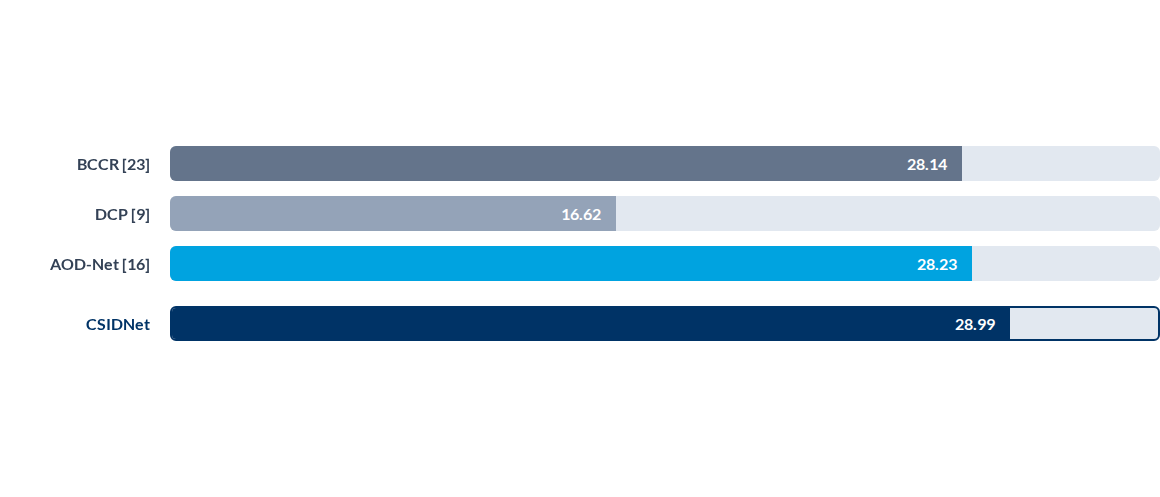 BCCR [23] 28.14
DCP [9] 16.62
AOD-Net [16] 28.23
CSIDNet 28.99